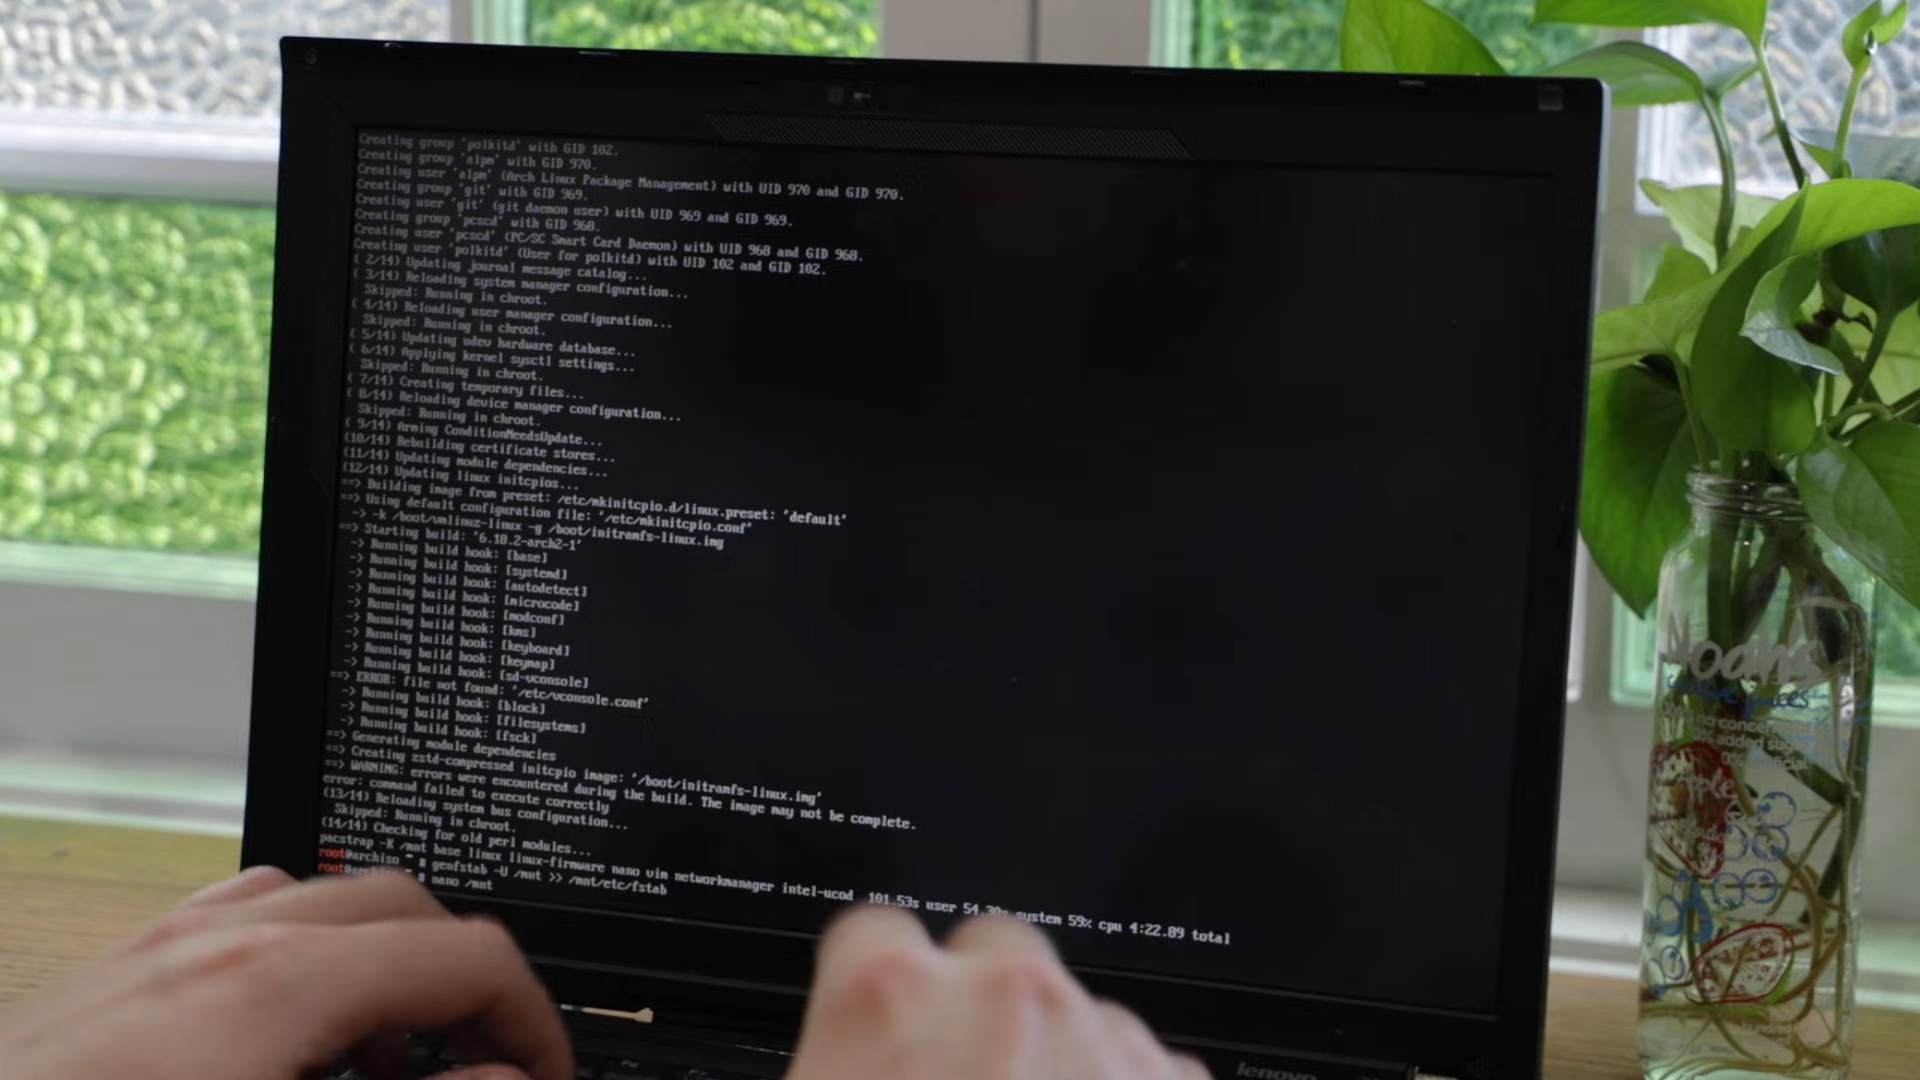 Creating group 'polkitd' with GID 102.
Creating group 'alpm' with GID 970.
Creating user 'alpm' (Arch Linux Package Management) with UID 970 and GID 970.
Creating group 'git' with GID 969.
Creating user 'git' (git daemon user) with UID 969 and GID 969.
Creating group 'pcscd' with GID 968.
Creating user 'pcscd' (PC/SC Smart Card Daemon) with UID 968 and GID 968.
Creating user 'polkitd' (User for polkitd) with UID 102 and GID 102.
( 2/14) Updating journal message catalog...
( 3/14) Reloading system manager configuration...
Skipped: Running in chroot.
( 4/14) Reloading user manager configuration...
Skipped: Running in chroot.
( 5/14) Updating udev hardware database...
( 6/14) Applying kernel sysctl settings...
Skipped: Running in chroot.
( 7/14) Creating temporary files...
( 8/14) Reloading device manager configuration...
Skipped: Running in chroot.
( 9/14) Arming ConditionNeedsUpdate...
(10/14) Rebuilding certificate stores...
(11/14) Updating module dependencies...
(12/14) Updating linux initcpios...
==> Building image from preset: /etc/mkinitcpio.d/linux.preset: 'default'
==> Using default configuration file: '/etc/mkinitcpio.conf'
-> -k /boot/vmlinuz-linux -g /boot/initramfs-linux.img
==> Starting build: '6.18.2-arch2-1'
-> Running build hook: [base]
-> Running build hook: [systemd]
-> Running build hook: [autodetect]
-> Running build hook: [microcode]
-> Running build hook: [modconf]
-> Running build hook: [kms]
-> Running build hook: [keyboard]
-> Running build hook: [keymap]
-> Running build hook: [sd-vconsole]
==> ERROR: file not found: '/etc/vconsole.conf'
-> Running build hook: [block]
-> Running build hook: [filesystems]
-> Running build hook: [fsck]
==> Generating module dependencies
==> Creating zstd-compressed initcpio image: '/boot/initramfs-linux.img'
==> WARNING: errors were encountered during the build. The image may not be complete.
error: command failed to execute correctly
(13/14) Reloading system bus configuration...
Skipped: Running in chroot.
(14/14) Checking for old perl modules...
pacstrap -K /mnt base linux linux-firmware nano vim networkmanager intel-ucod 101.53s user 54.30s system 59% cpu 4:22.89 total
root@archiso ~ # genfstab -U /mnt >> /mnt/etc/fstab
root@archiso ~ # nano /mnt
lenovo
no concen
added sug
0%
Apple